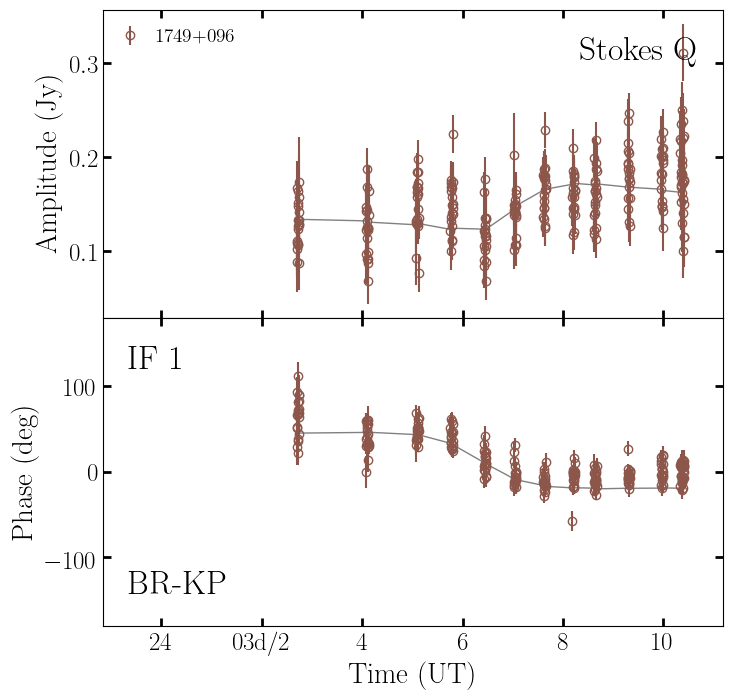 1749+096
Stokes Q
Amplitude (Jy)
0.3
0.2
0.1
IF 1
Phase (deg)
100
0
−100
BR-KP
24
03d/2
4
6
8
10
Time (UT)